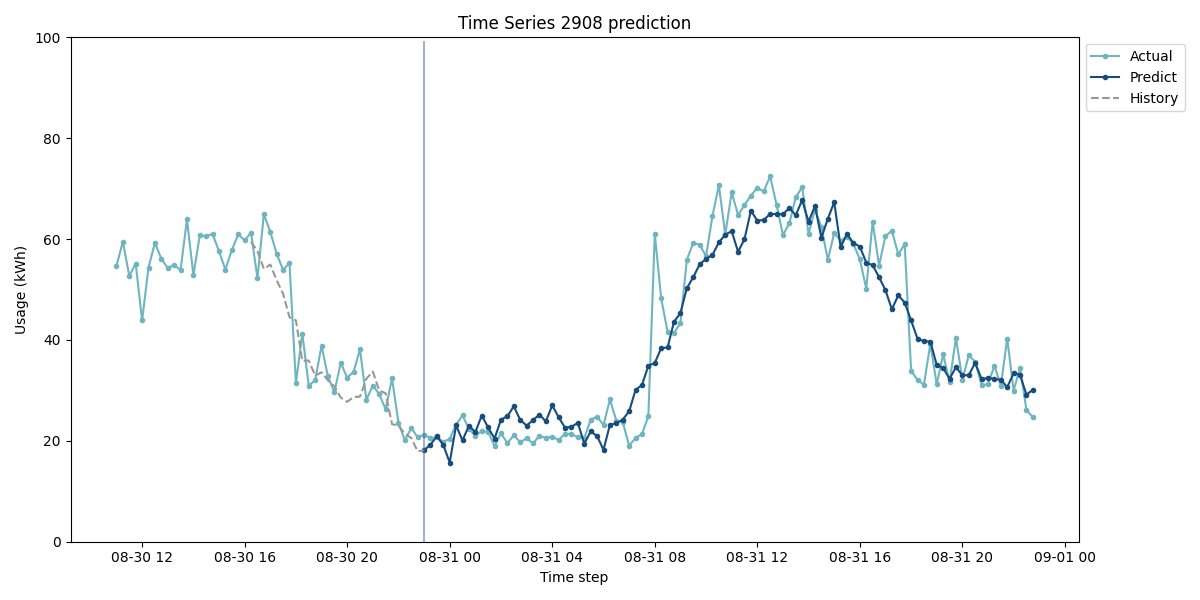 Time Series 2908 prediction
100
80
60
40
20
0
Usage (kWh)
08-30 12
08-30 16
08-30 20
08-31 00
08-31 04
08-31 08
08-31 12
08-31 16
08-31 20
09-01 00
Time step
Actual
Predict
History